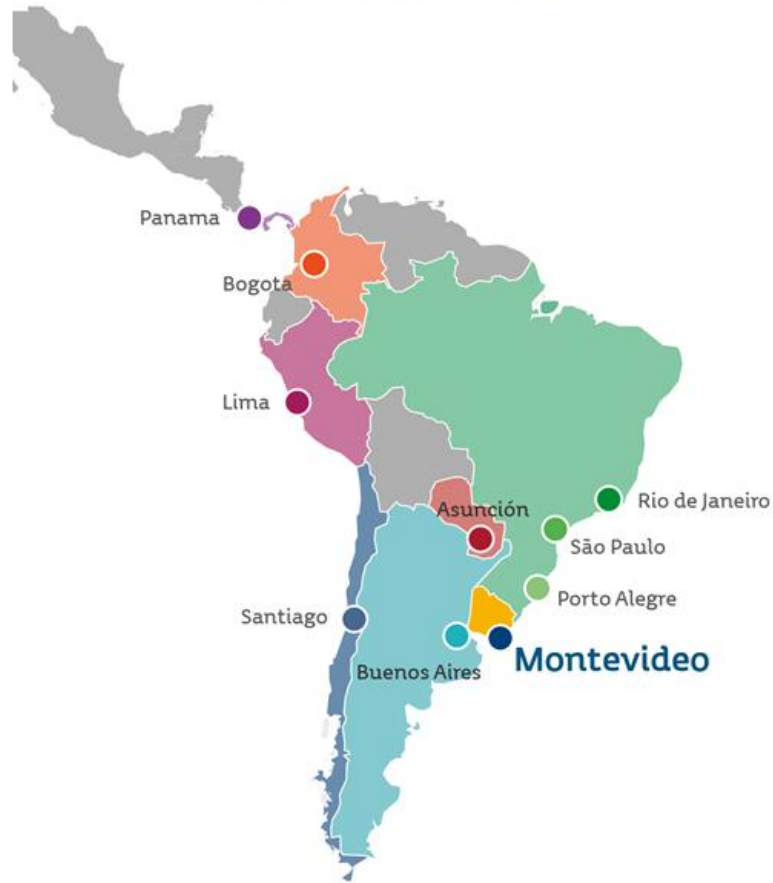 Panama
Bogota
Lima
Asunción
Rio de Janeiro
São Paulo
Porto Alegre
Santiago
Montevideo
Buenos Aires